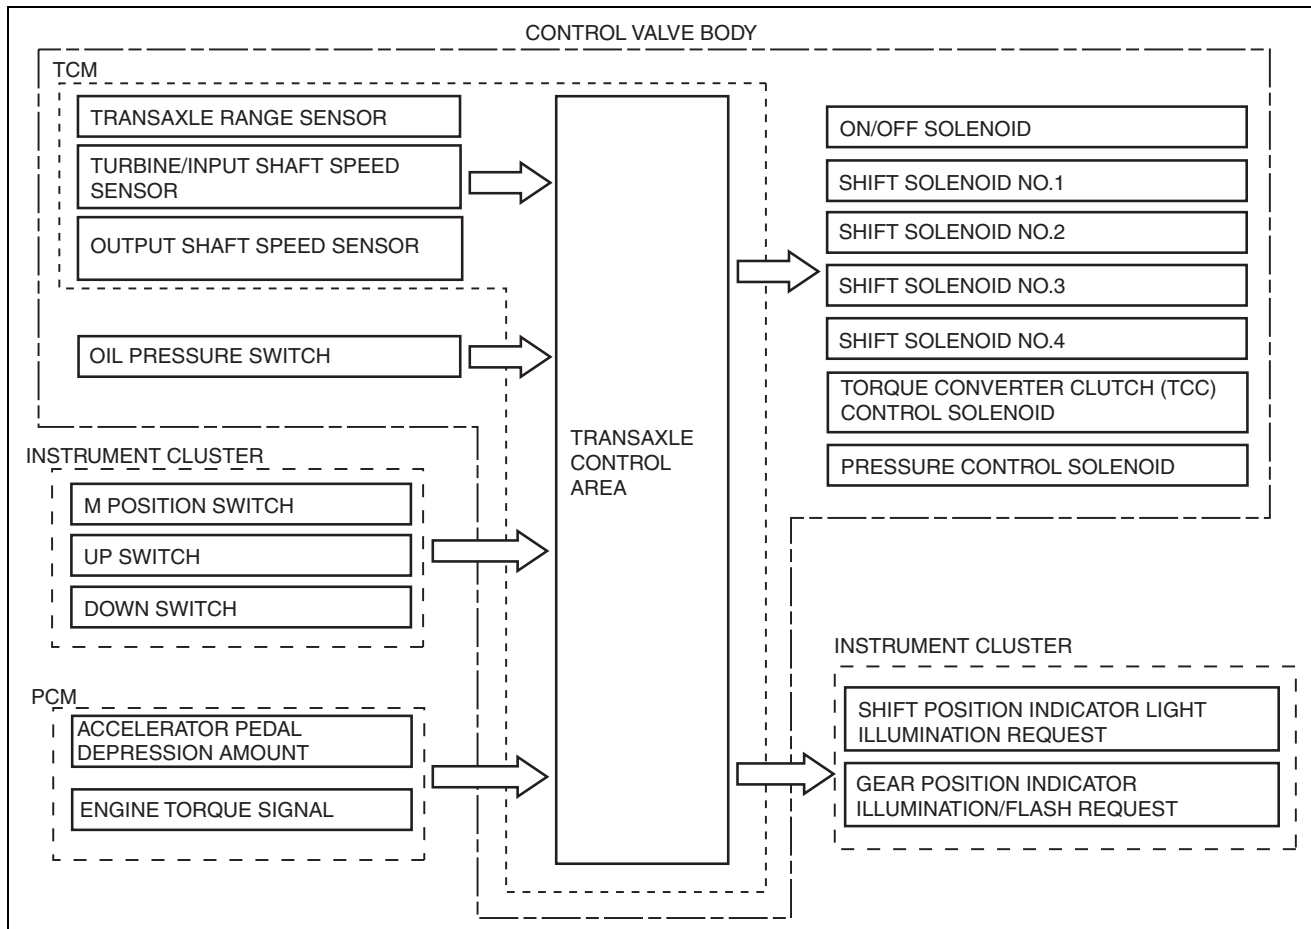 CONTROL VALVE BODY
TCM
TRANSAXLE RANGE SENSOR
TURBINE/INPUT SHAFT SPEED
SENSOR
OUTPUT SHAFT SPEED SENSOR
OIL PRESSURE SWITCH
INSTRUMENT CLUSTER
M POSITION SWITCH
UP SWITCH
DOWN SWITCH
PCM
ACCELERATOR PEDAL
DEPRESSION AMOUNT
ENGINE TORQUE SIGNAL
TRANSAXLE
CONTROL
AREA
ON/OFF SOLENOID
SHIFT SOLENOID NO.1
SHIFT SOLENOID NO.2
SHIFT SOLENOID NO.3
SHIFT SOLENOID NO.4
TORQUE CONVERTER CLUTCH (TCC)
CONTROL SOLENOID
PRESSURE CONTROL SOLENOID
INSTRUMENT CLUSTER
SHIFT POSITION INDICATOR LIGHT
ILLUMINATION REQUEST
GEAR POSITION INDICATOR
ILLUMINATION/FLASH REQUEST